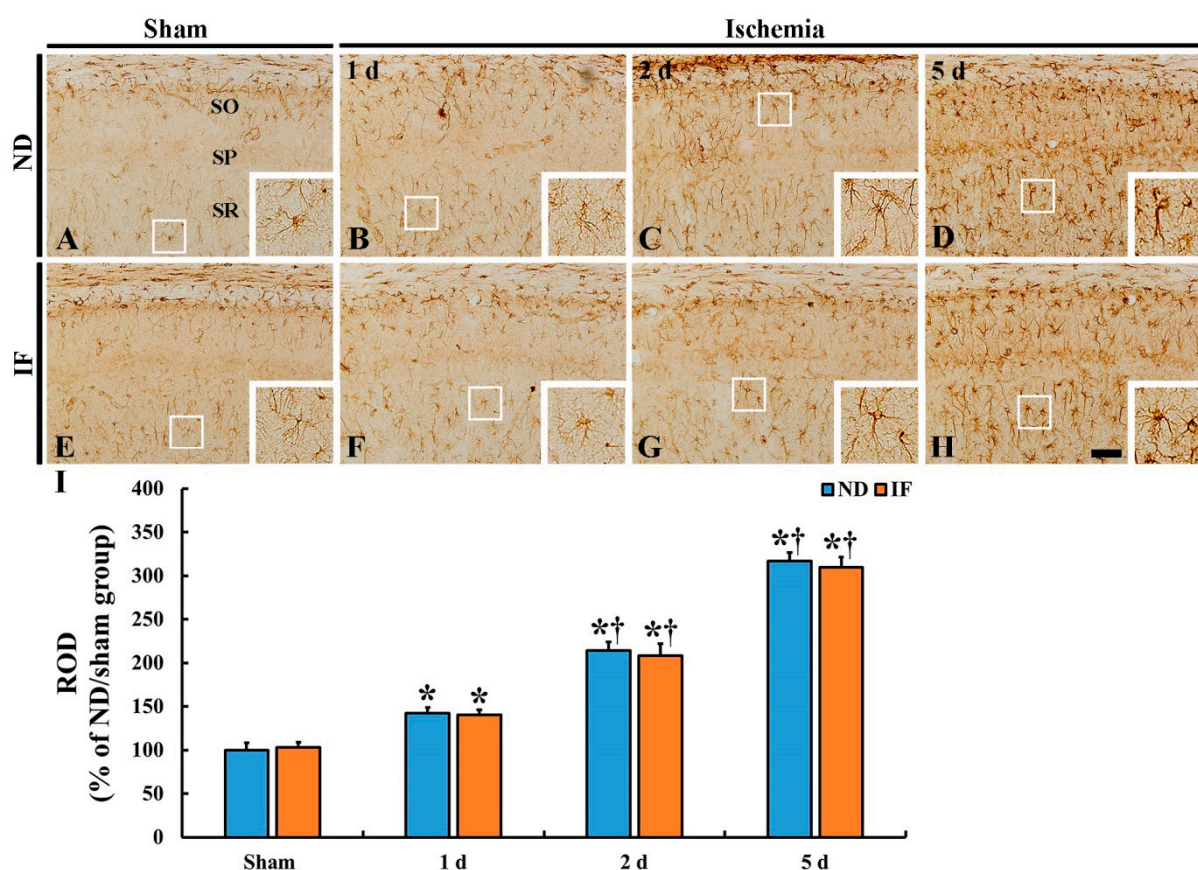 Sham Ischemia
ND
1 d 2 d 5 d
SO
SP
SR
A B C D
IF
E F G H
I
ND IF
ROD
(% of ND/sham group)
400
350
300
250
200
150
100
50
0
*† *†
*† *†
* *
Sham 1 d 2 d 5 d